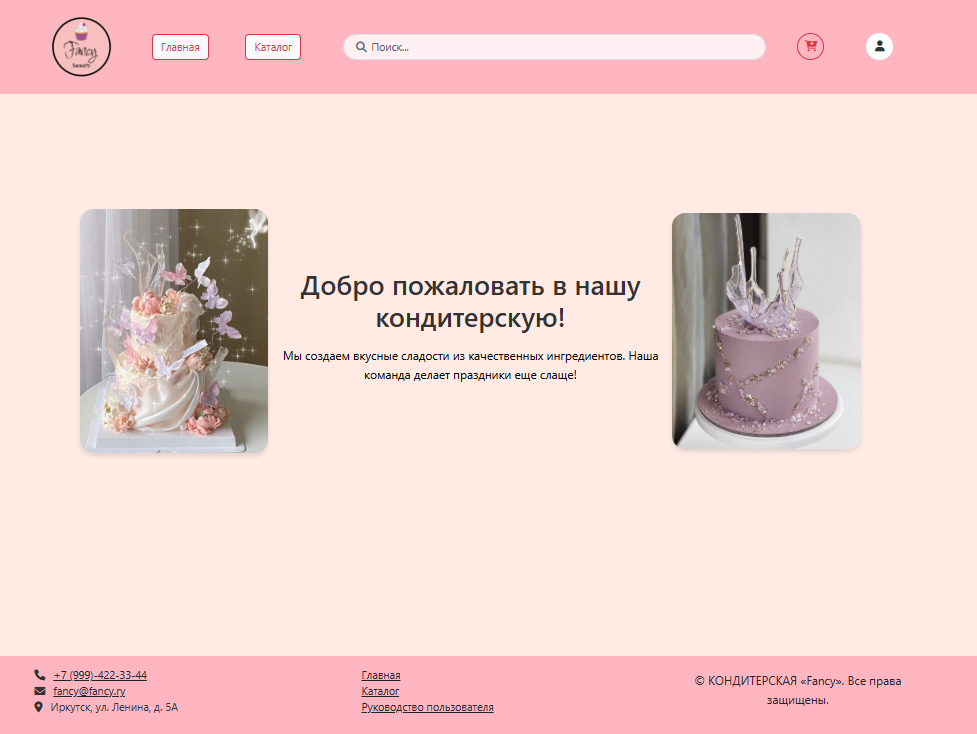 Fancy
Sweets
Главная
Каталог
Поиск...
Добро пожаловать в нашу
кондитерскую!
Мы создаем вкусные сладости из качественных ингредиентов. Наша
команда делает праздники еще слаще!
+7 (999)-422-33-44
fancy@fancy.ry
Иркутск, ул. Ленина, д. 5А
Главная
Каталог
Руководство пользователя
© КОНДИТЕРСКАЯ «Fancy». Все права
защищены.